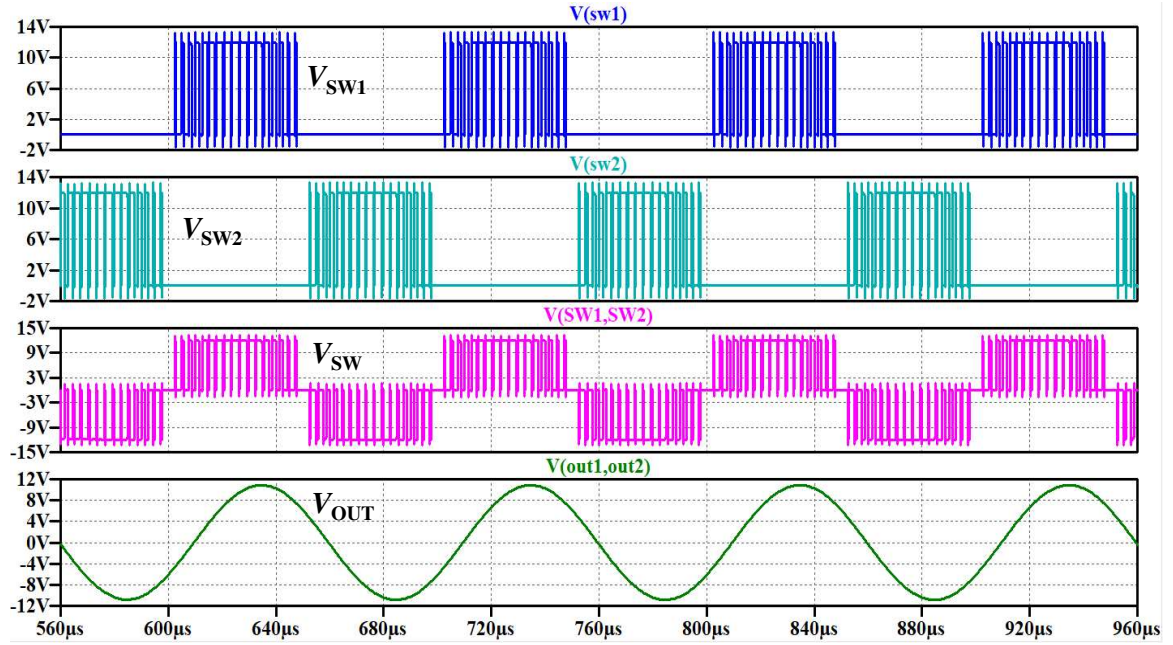 V(sw1)
14V
10V
6V
2V
-2V
VSW1
V(sw2)
14V
10V
6V
2V
-2V
VSW2
V(SW1,SW2)
15V
9V
3V
-3V
-9V
-15V
VSW
V(out1,out2)
12V
8V
4V
0V
-4V
-8V
-12V
VOUT
560µs 600µs 640µs 680µs 720µs 760µs 800µs 840µs 880µs 920µs 960µs